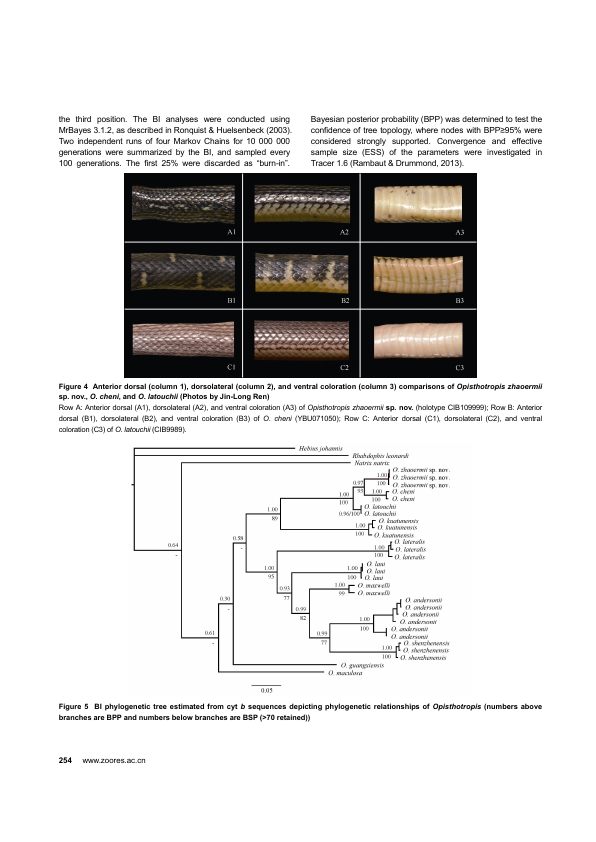 the third position. The BI analyses were conducted using
MrBayes 3.1.2, as described in Ronquist & Huelsenbeck (2003).
Two independent runs of four Markov Chains for 10 000 000
generations were summarized by the BI, and sampled every
100 generations. The first 25% were discarded as “burn-in”.
Bayesian posterior probability (BPP) was determined to test the
confidence of tree topology, where nodes with BPP≥95% were
considered strongly supported. Convergence and effective
sample size (ESS) of the parameters were investigated in
Tracer 1.6 (Rambaut & Drummond, 2013).
A1 A2 A3
B1 B2 B3
C1 C2 C3
Figure 4 Anterior dorsal (column 1), dorsolateral (column 2), and ventral coloration (column 3) comparisons of Opisthotropis zhaoermii
sp. nov., O. cheni, and O. latouchii (Photos by Jin-Long Ren)
Row A: Anterior dorsal (A1), dorsolateral (A2), and ventral coloration (A3) of Opisthotropis zhaoermii sp. nov. (holotype CIB109999); Row B: Anterior
dorsal (B1), dorsolateral (B2), and ventral coloration (B3) of O. cheni (YBU071050); Row C: Anterior dorsal (C1), dorsolateral (C2), and ventral
coloration (C3) of O. latouchii (CIB9989).
Hebius johannis
Rhabdophis leonardi
Natrix natrix
O. zhaoermii sp. nov.
1.00 O. zhaoermii sp. nov.
0.97 100 O. zhaoermii sp. nov.
93 1.00 O. cheni
1.00 100 O. cheni
100 O. latouchii
0.96/100 O. latouchii
1.00 O. kuatunensis
89 1.00 O. kuatunensis
100 O. kuatunensis
0.58 O. lateralis
- 1.00 O. lateralis
0.64 100 O. lateralis
- O. laui
1.00 1.00 O. laui
95 100 O. laui
0.93 1.00 O. maxwelli
77 99 O. maxwelli
0.50 O. andersonii
- 0.99 O. andersonii
82 O. andersonii
1.00 O. andersonii
100 O. andersonii
0.61 0.99 O. andersonii
- 77 O. shenzhenensis
1.00 O. shenzhenensis
100 O. shenzhenensis
O. guangxiensis
O. maculosa
0.05
Figure 5 BI phylogenetic tree estimated from cyt b sequences depicting phylogenetic relationships of Opisthotropis (numbers above
branches are BPP and numbers below branches are BSP (>70 retained))
254 www.zoores.ac.cn